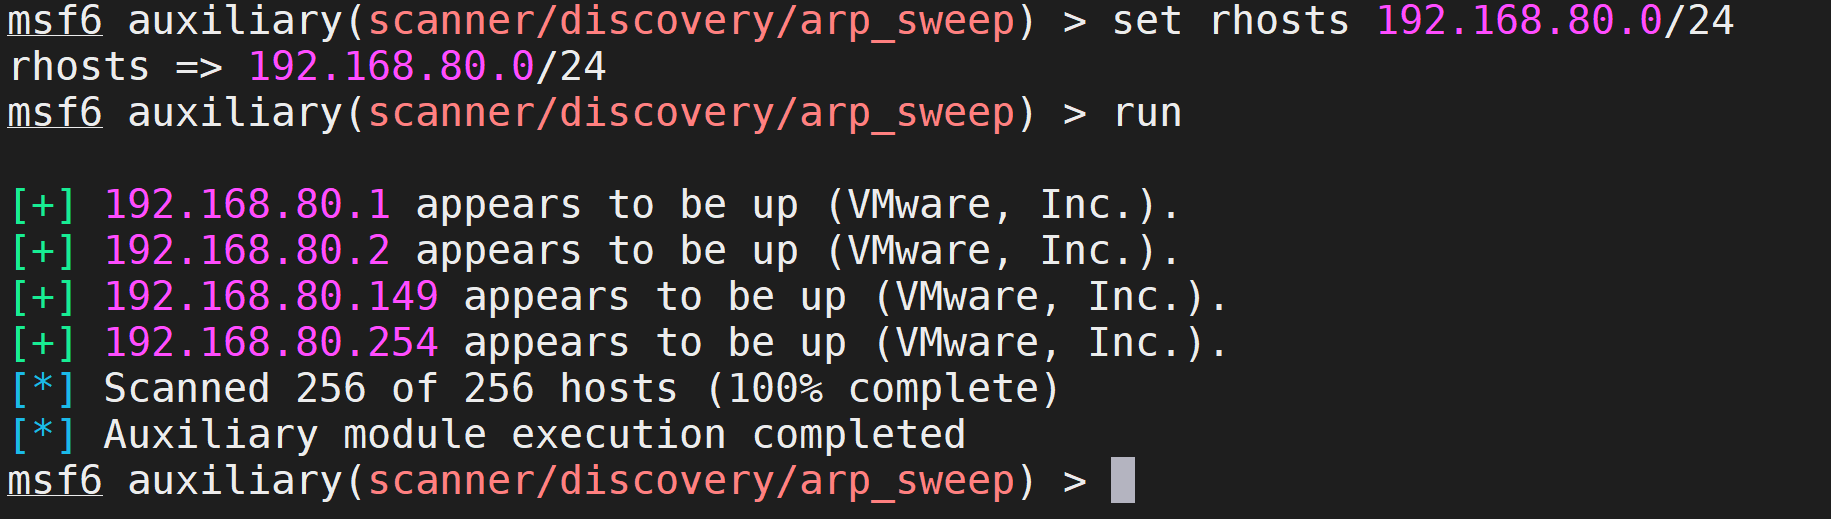 msf6 auxiliary(scanner/discovery/arp_sweep) > set rhosts 192.168.80.0/24
rhosts => 192.168.80.0/24
msf6 auxiliary(scanner/discovery/arp_sweep) > run
[+] 192.168.80.1 appears to be up (VMware, Inc.).
[+] 192.168.80.2 appears to be up (VMware, Inc.).
[+] 192.168.80.149 appears to be up (VMware, Inc.).
[+] 192.168.80.254 appears to be up (VMware, Inc.).
[*] Scanned 256 of 256 hosts (100% complete)
[*] Auxiliary module execution completed
msf6 auxiliary(scanner/discovery/arp_sweep) >